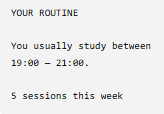 YOUR ROUTINE
You usually study between
19:00 – 21:00.
5 sessions this week